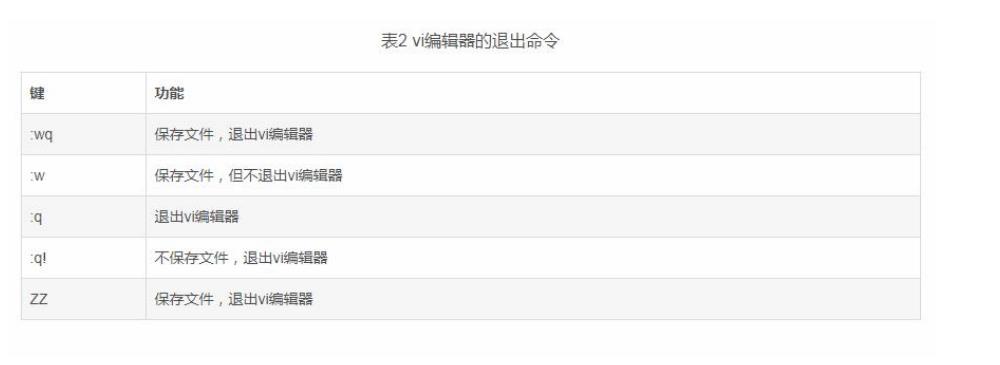 表2 vi编辑器的退出命令
键 功能
:wq 保存文件，退出vi编辑器
:w 保存文件，但不退出vi编辑器
:q 退出vi编辑器
:q! 不保存文件，退出vi编辑器
ZZ 保存文件，退出vi编辑器